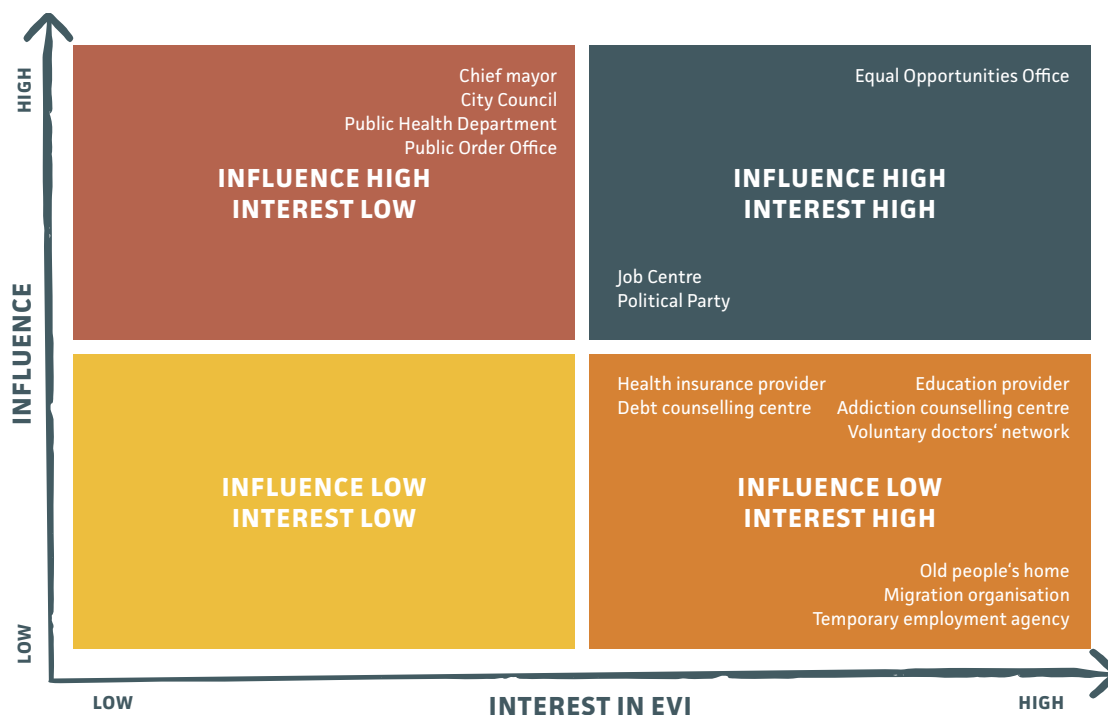 HIGH
INFLUENCE
LOW
Chief mayor
City Council
Public Health Department
Public Order Office
INFLUENCE HIGH
INTEREST LOW
Equal Opportunities Office
INFLUENCE HIGH
INTEREST HIGH
Job Centre
Political Party
INFLUENCE LOW
INTEREST LOW
Health insurance provider
Debt counselling centre
Education provider
Addiction counselling centre
Voluntary doctors‘ network
INFLUENCE LOW
INTEREST HIGH
Old people‘s home
Migration organisation
Temporary employment agency
LOW
INTEREST IN EVI
HIGH